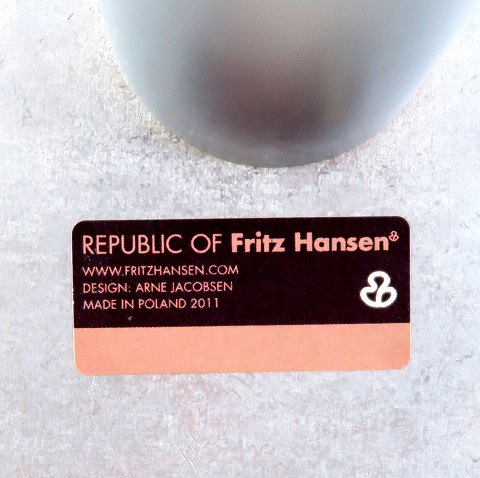 REPUBLIC OF Fritz Hansen
WWW.FRITZHANSEN.COM
DESIGN: ARNE JACOBSEN
MADE IN POLAND 2011